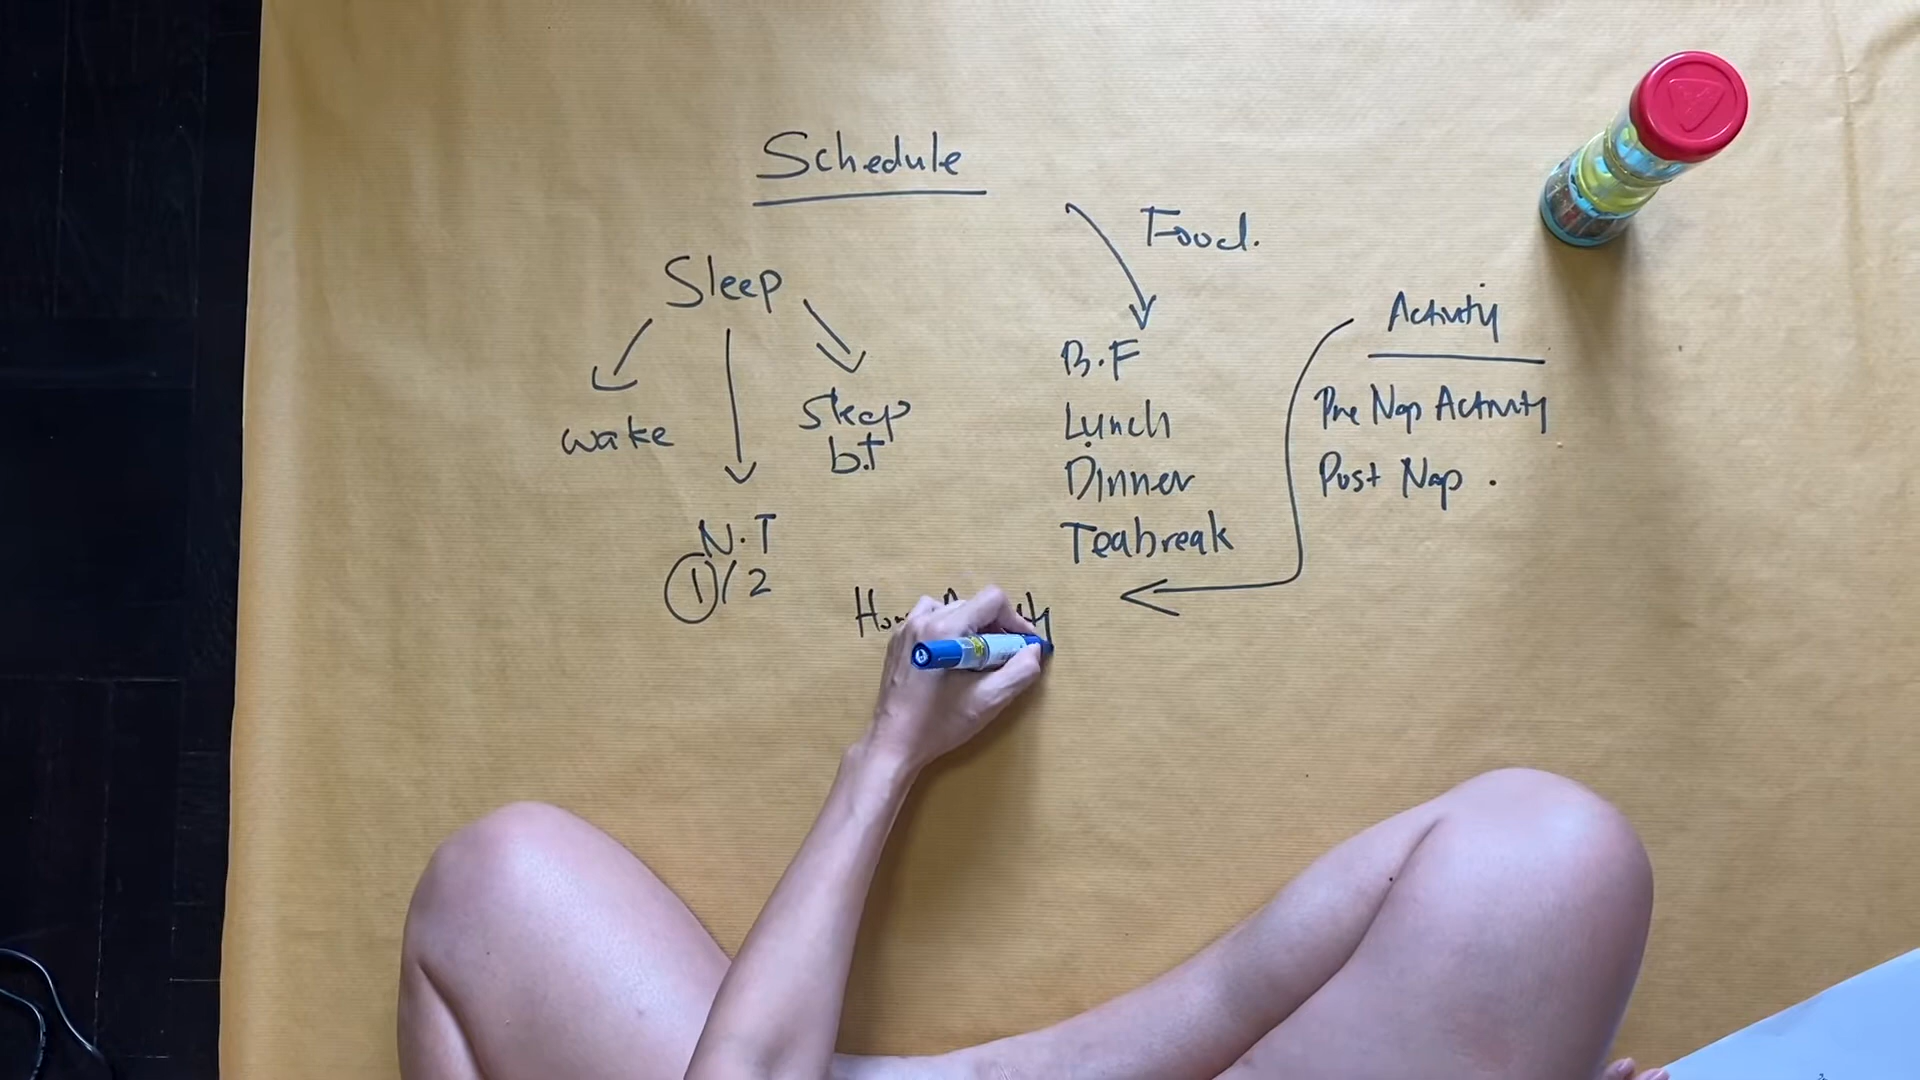 Schedule
Sleep
wake
N.T
1/2
Sleep
b.t
Food.
B.F
Lunch
Dinner
Teabreak
Activity
Pre Nap Activity
Post Nap .